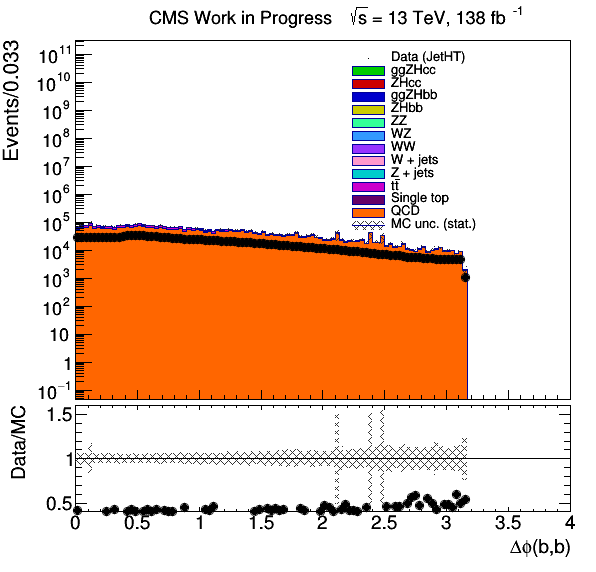 CMS Work in Progress √s = 13 TeV, 138 fb⁻¹
Events/0.033
10¹¹
10¹⁰
10⁹
10⁸
10⁷
10⁶
10⁵
10⁴
10³
10²
10
1
10⁻¹
Data (JetHT)
ggZHcc
ZHcc
ggZHbb
ZHbb
ZZ
WZ
WW
W + jets
Z + jets
tt̄
Single top
QCD
MC unc. (stat.)
Data/MC
1.5
1
0.5
0 0.5 1 1.5 2 2.5 3 3.5 4
Δϕ(b,b)